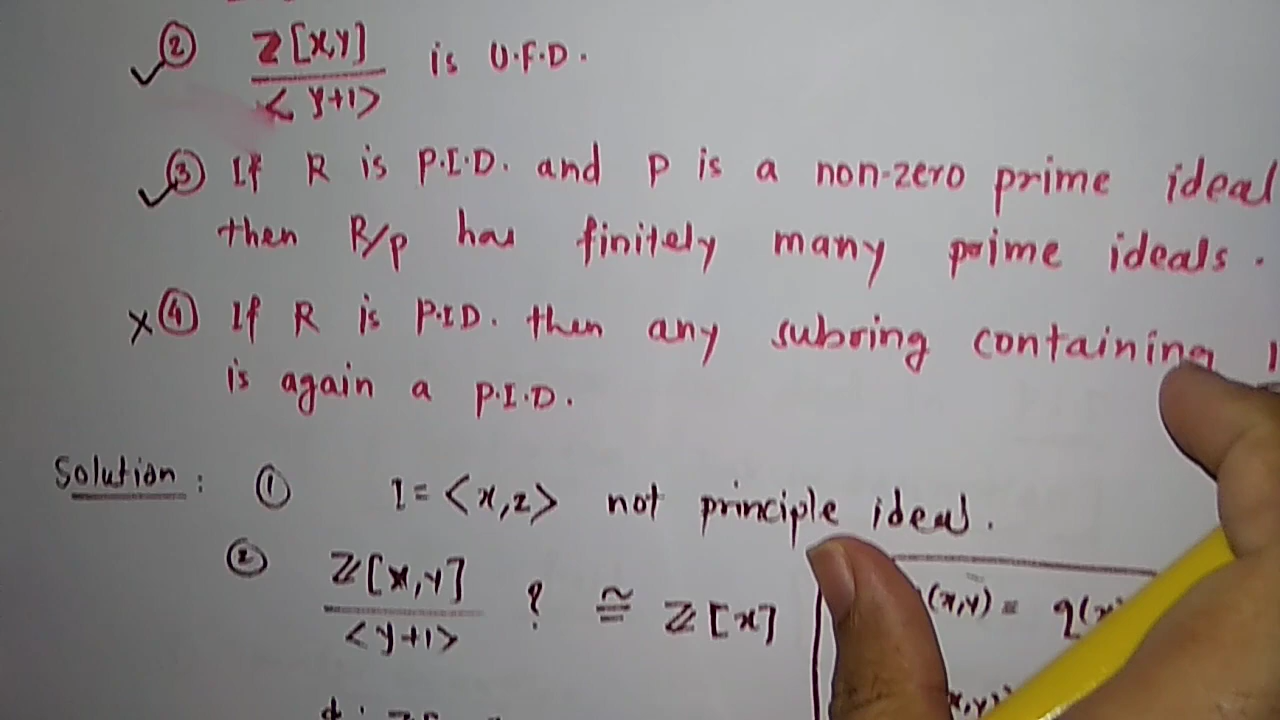 ② Z[X,Y] is U.F.D.
<y+1>
③ If R is P.I.D. and P is a non-zero prime ideal
then R/p has finitely many prime ideals.
④ If R is P.I.D. then any subring containing 1
is again a P.I.D.
Solution: ① I = <x,2> not principle ideal.
② Z[x,y] ? ≅ Z[x]
<y+1>
(x,y) =